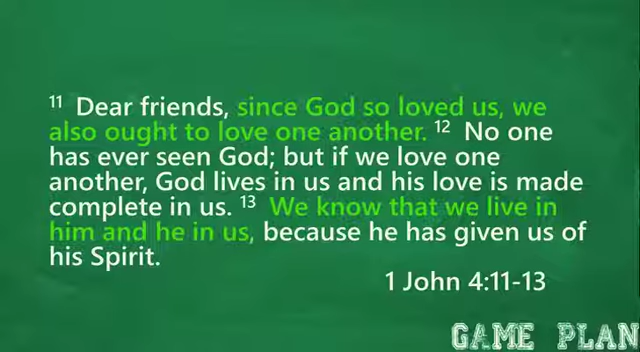 11 Dear friends, since God so loved us, we
also ought to love one another. 12 No one
has ever seen God; but if we love one
another, God lives in us and his love is made
complete in us. 13 We know that we live in
him and he in us, because he has given us of
his Spirit.
1 John 4:11-13
GAME PLAN